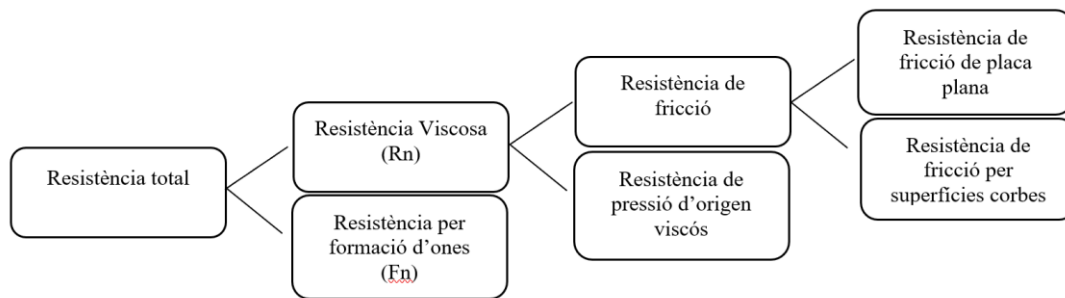 Resistència total
Resistència Viscosa
(Rn)
Resistència per
formació d'ones
(Fn)
Resistència de
fricció
Resistència de
pressió d'origen
viscós
Resistència de
fricció de placa
plana
Resistència de
fricció per
superfícies corbes